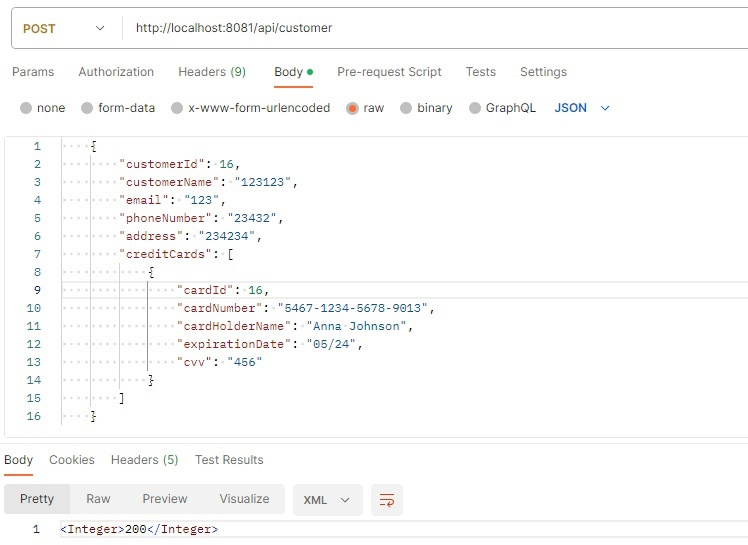 POST http://localhost:8081/api/customer
Params Authorization Headers (9) Body Pre-request Script Tests Settings
none form-data x-www-form-urlencoded raw binary GraphQL JSON
1 {
2 "customerId": 16,
3 "customerName": "123123",
4 "email": "123",
5 "phoneNumber": "23432",
6 "address": "234234",
7 "creditCards": [
8 {
9 "cardId": 16,
10 "cardNumber": "5467-1234-5678-9013",
11 "cardHolderName": "Anna Johnson",
12 "expirationDate": "05/24",
13 "cvv": "456"
14 }
15 ]
16 }
Body Cookies Headers (5) Test Results
Pretty Raw Preview Visualize XML
1 <Integer>200</Integer>